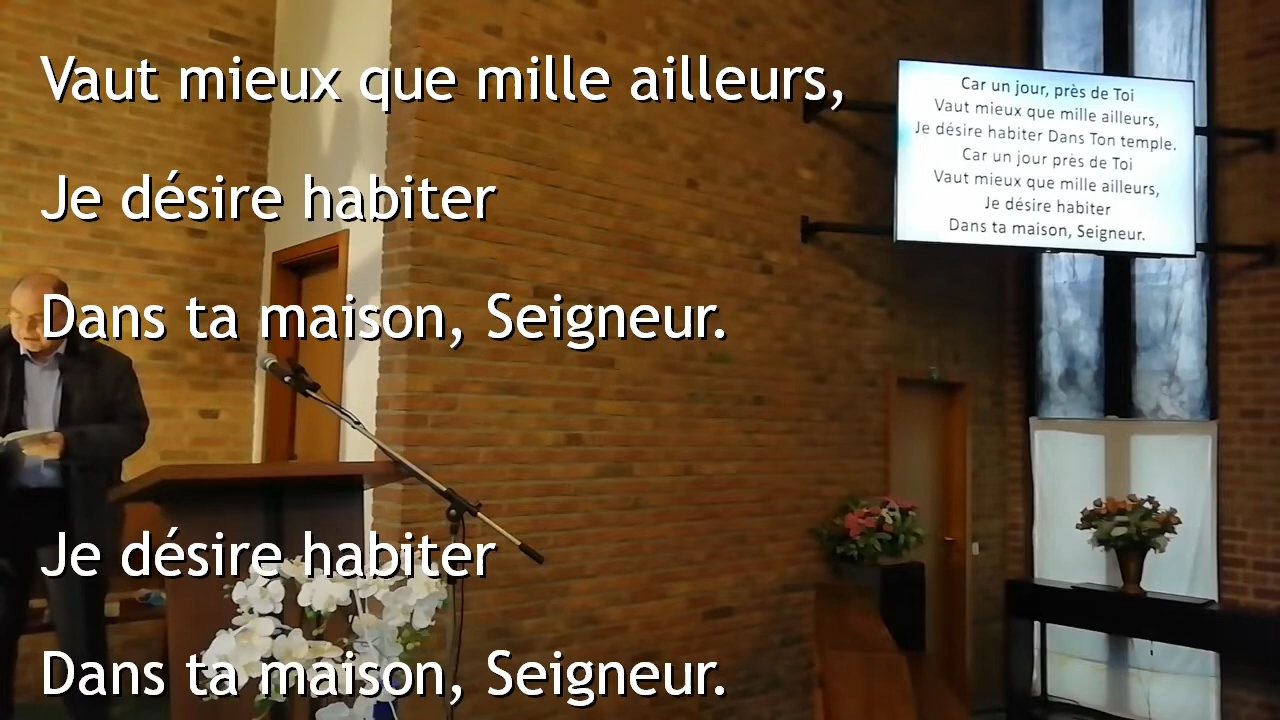 Vaut mieux que mille ailleurs,
Je désire habiter
Dans ta maison, Seigneur.
Je désire habiter
Dans ta maison, Seigneur.
Car un jour, près de Toi
Vaut mieux que mille ailleurs,
Je désire habiter Dans Ton temple.
Car un jour près de Toi
Vaut mieux que mille ailleurs,
Je désire habiter
Dans ta maison, Seigneur.